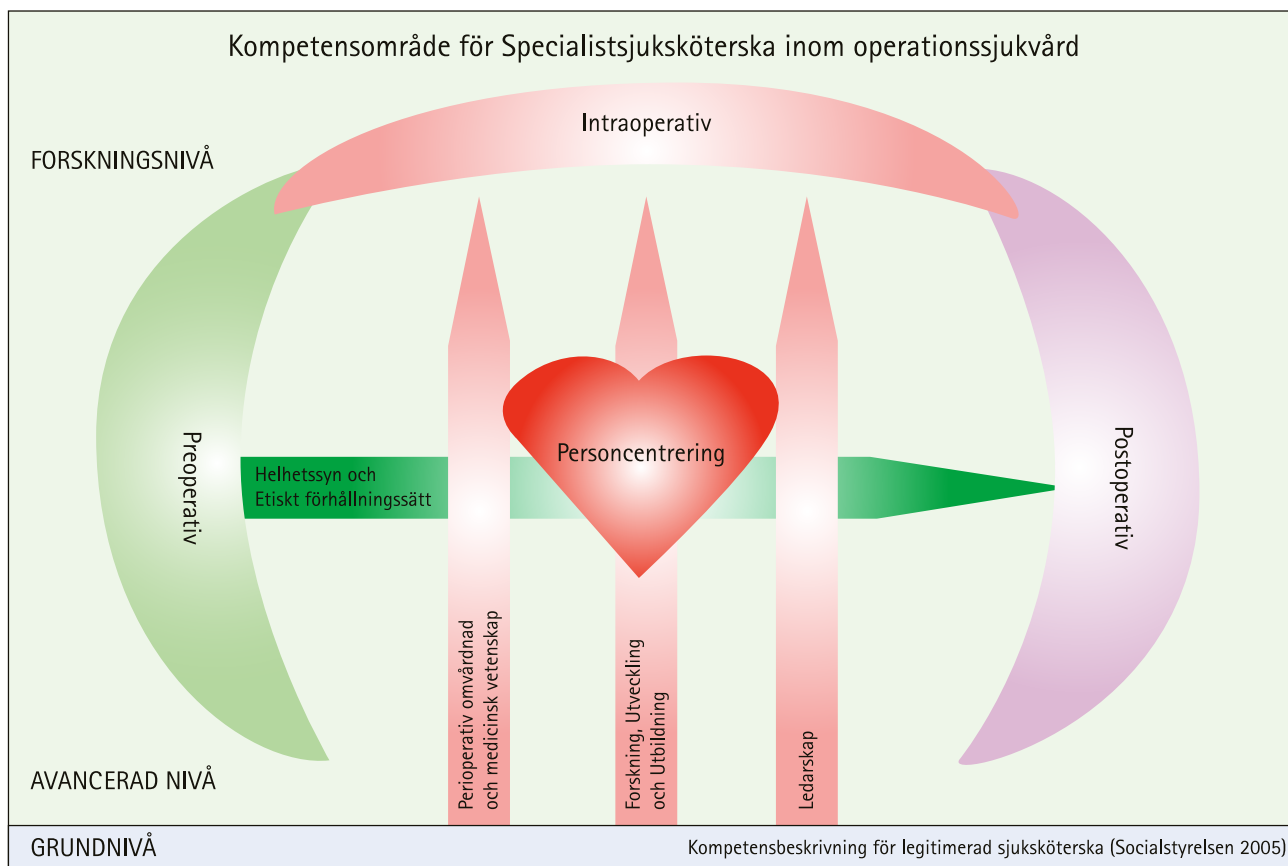 Kompetensområde för Specialistsjuksköterska inom operationssjukvård
Intraoperativ
FORSKNINGSNIVÅ
Preoperativ
Helhetssyn och
Etiskt förhållningssätt
Personcentrering
Postoperativ
Perioperativ omvårdnad
och medicinsk vetenskap
Forskning, Utveckling
och Utbildning
Ledarskap
AVANCERAD NIVÅ
GRUNDNIVÅ
Kompetensbeskrivning för legitimerad sjuksköterska (Socialstyrelsen 2005)